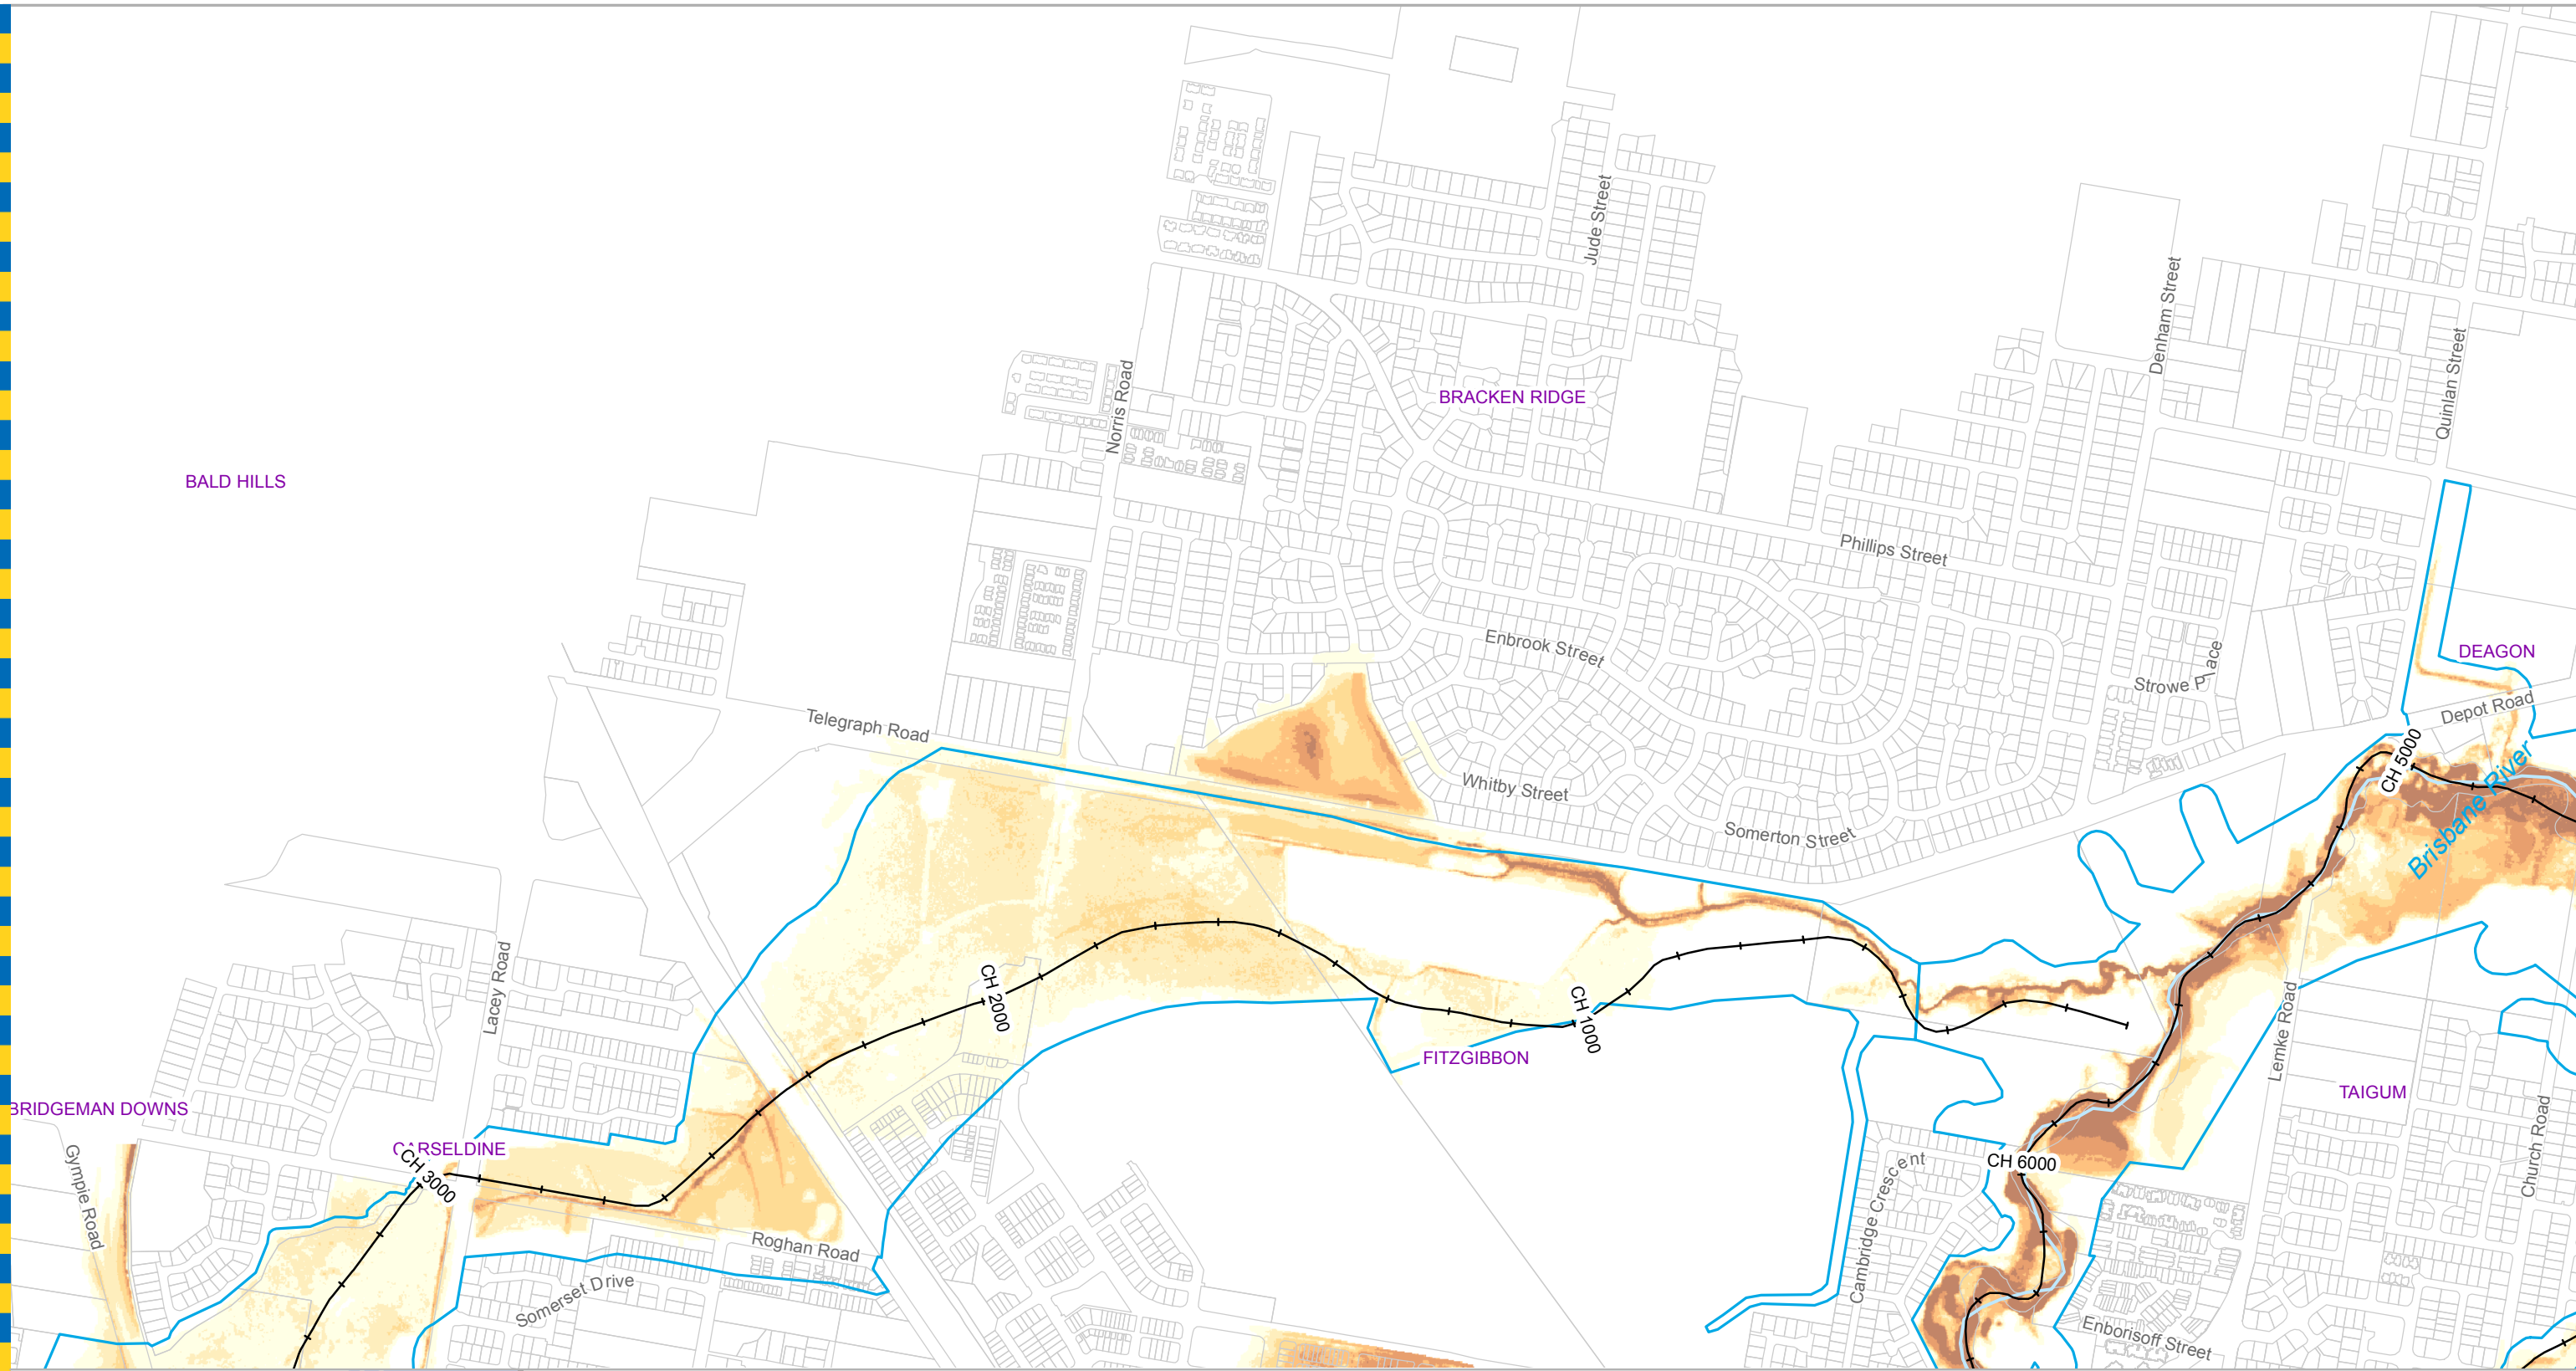 Jude Street
Denham Street
Quinlan Street
Norris Road
BRACKEN RIDGE
BALD HILLS
Phillips Street
Enbrook Street
DEAGON
Strowe Place
Depot Road
Telegraph Road
CH 5000
Brisbane River
Whitby Street
Somerton Street
Lacey Road
CH 2000
CH 1000
Lemke Road
FITZGIBBON
TAIGUM
BRIDGEMAN DOWNS
CARSELDINE
CH 3000
Church Road
Gympie Road
CH 6000
Cambridge Crescent
Roghan Road
Somerset Drive
Enborisoff Street